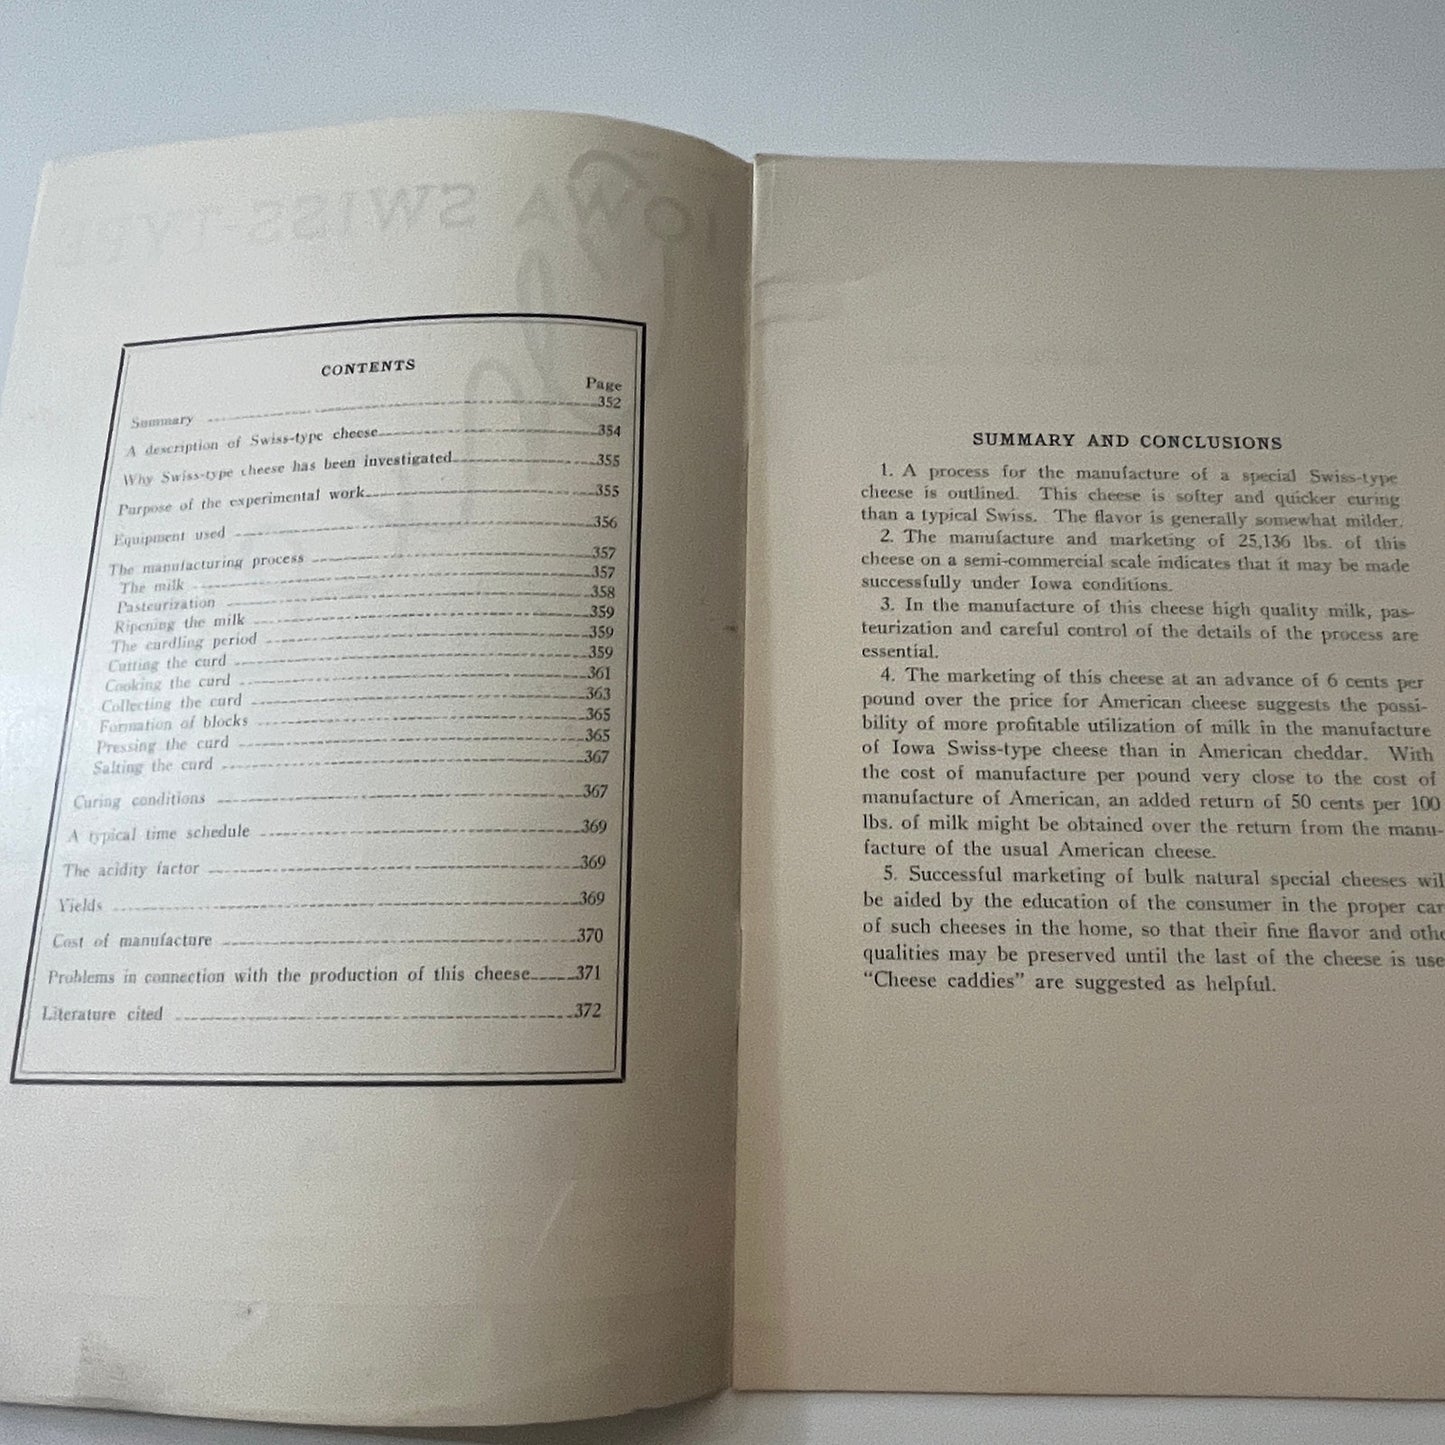 IOWA SWISS-TYPE
CONTENTS
Page
Summary 352
A description of Swiss-type cheese 354
Why Swiss-type cheese has been investigated 355
Purpose of the experimental work 355
Equipment used 356
The manufacturing process 357
The milk 357
Pasteurization 358
Ripening the milk 359
The curdling period 359
Cutting the curd 359
Cooking the curd 361
Collecting the curd 363
Formation of blocks 365
Pressing the curd 365
Salting the curd 367
Curing conditions 367
A typical time schedule 369
The acidity factor 369
Yields 369
Cost of manufacture 370
Problems in connection with the production of this cheese 371
Literature cited 372
SUMMARY AND CONCLUSIONS
1. A process for the manufacture of a special Swiss-type
cheese is outlined. This cheese is softer and quicker curing
than a typical Swiss. The flavor is generally somewhat milder.
2. The manufacture and marketing of 25,136 lbs. of this
cheese on a semi-commercial scale indicates that it may be made
successfully under Iowa conditions.
3. In the manufacture of this cheese high quality milk, pas-
teurization and careful control of the details of the process are
essential.
4. The marketing of this cheese at an advance of 6 cents per
pound over the price for American cheese suggests the possi-
bility of more profitable utilization of milk in the manufacture
of Iowa Swiss-type cheese than in American cheddar. With
the cost of manufacture per pound very close to the cost of
manufacture of American, an added return of 50 cents per 100
lbs. of milk might be obtained over the return from the manu-
facture of the usual American cheese.
5. Successful marketing of bulk natural special cheeses wil
be aided by the education of the consumer in the proper car
of such cheeses in the home, so that their fine flavor and othe
qualities may be preserved until the last of the cheese is use
"Cheese caddies" are suggested as helpful.